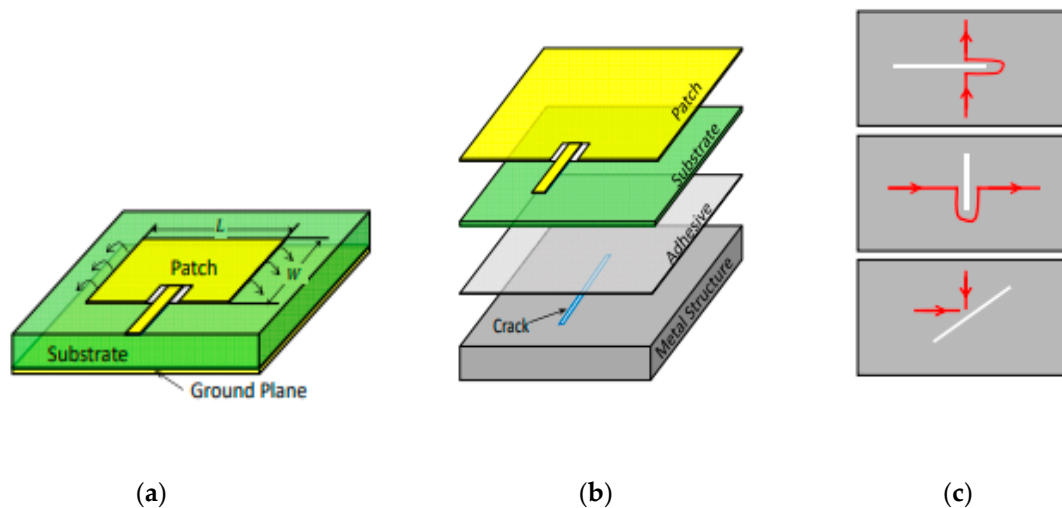 L
W
Patch
Substrate
Ground Plane
Patch
Substrate
Adhesive
Crack
Metal Structure
(a)
(b)
(c)